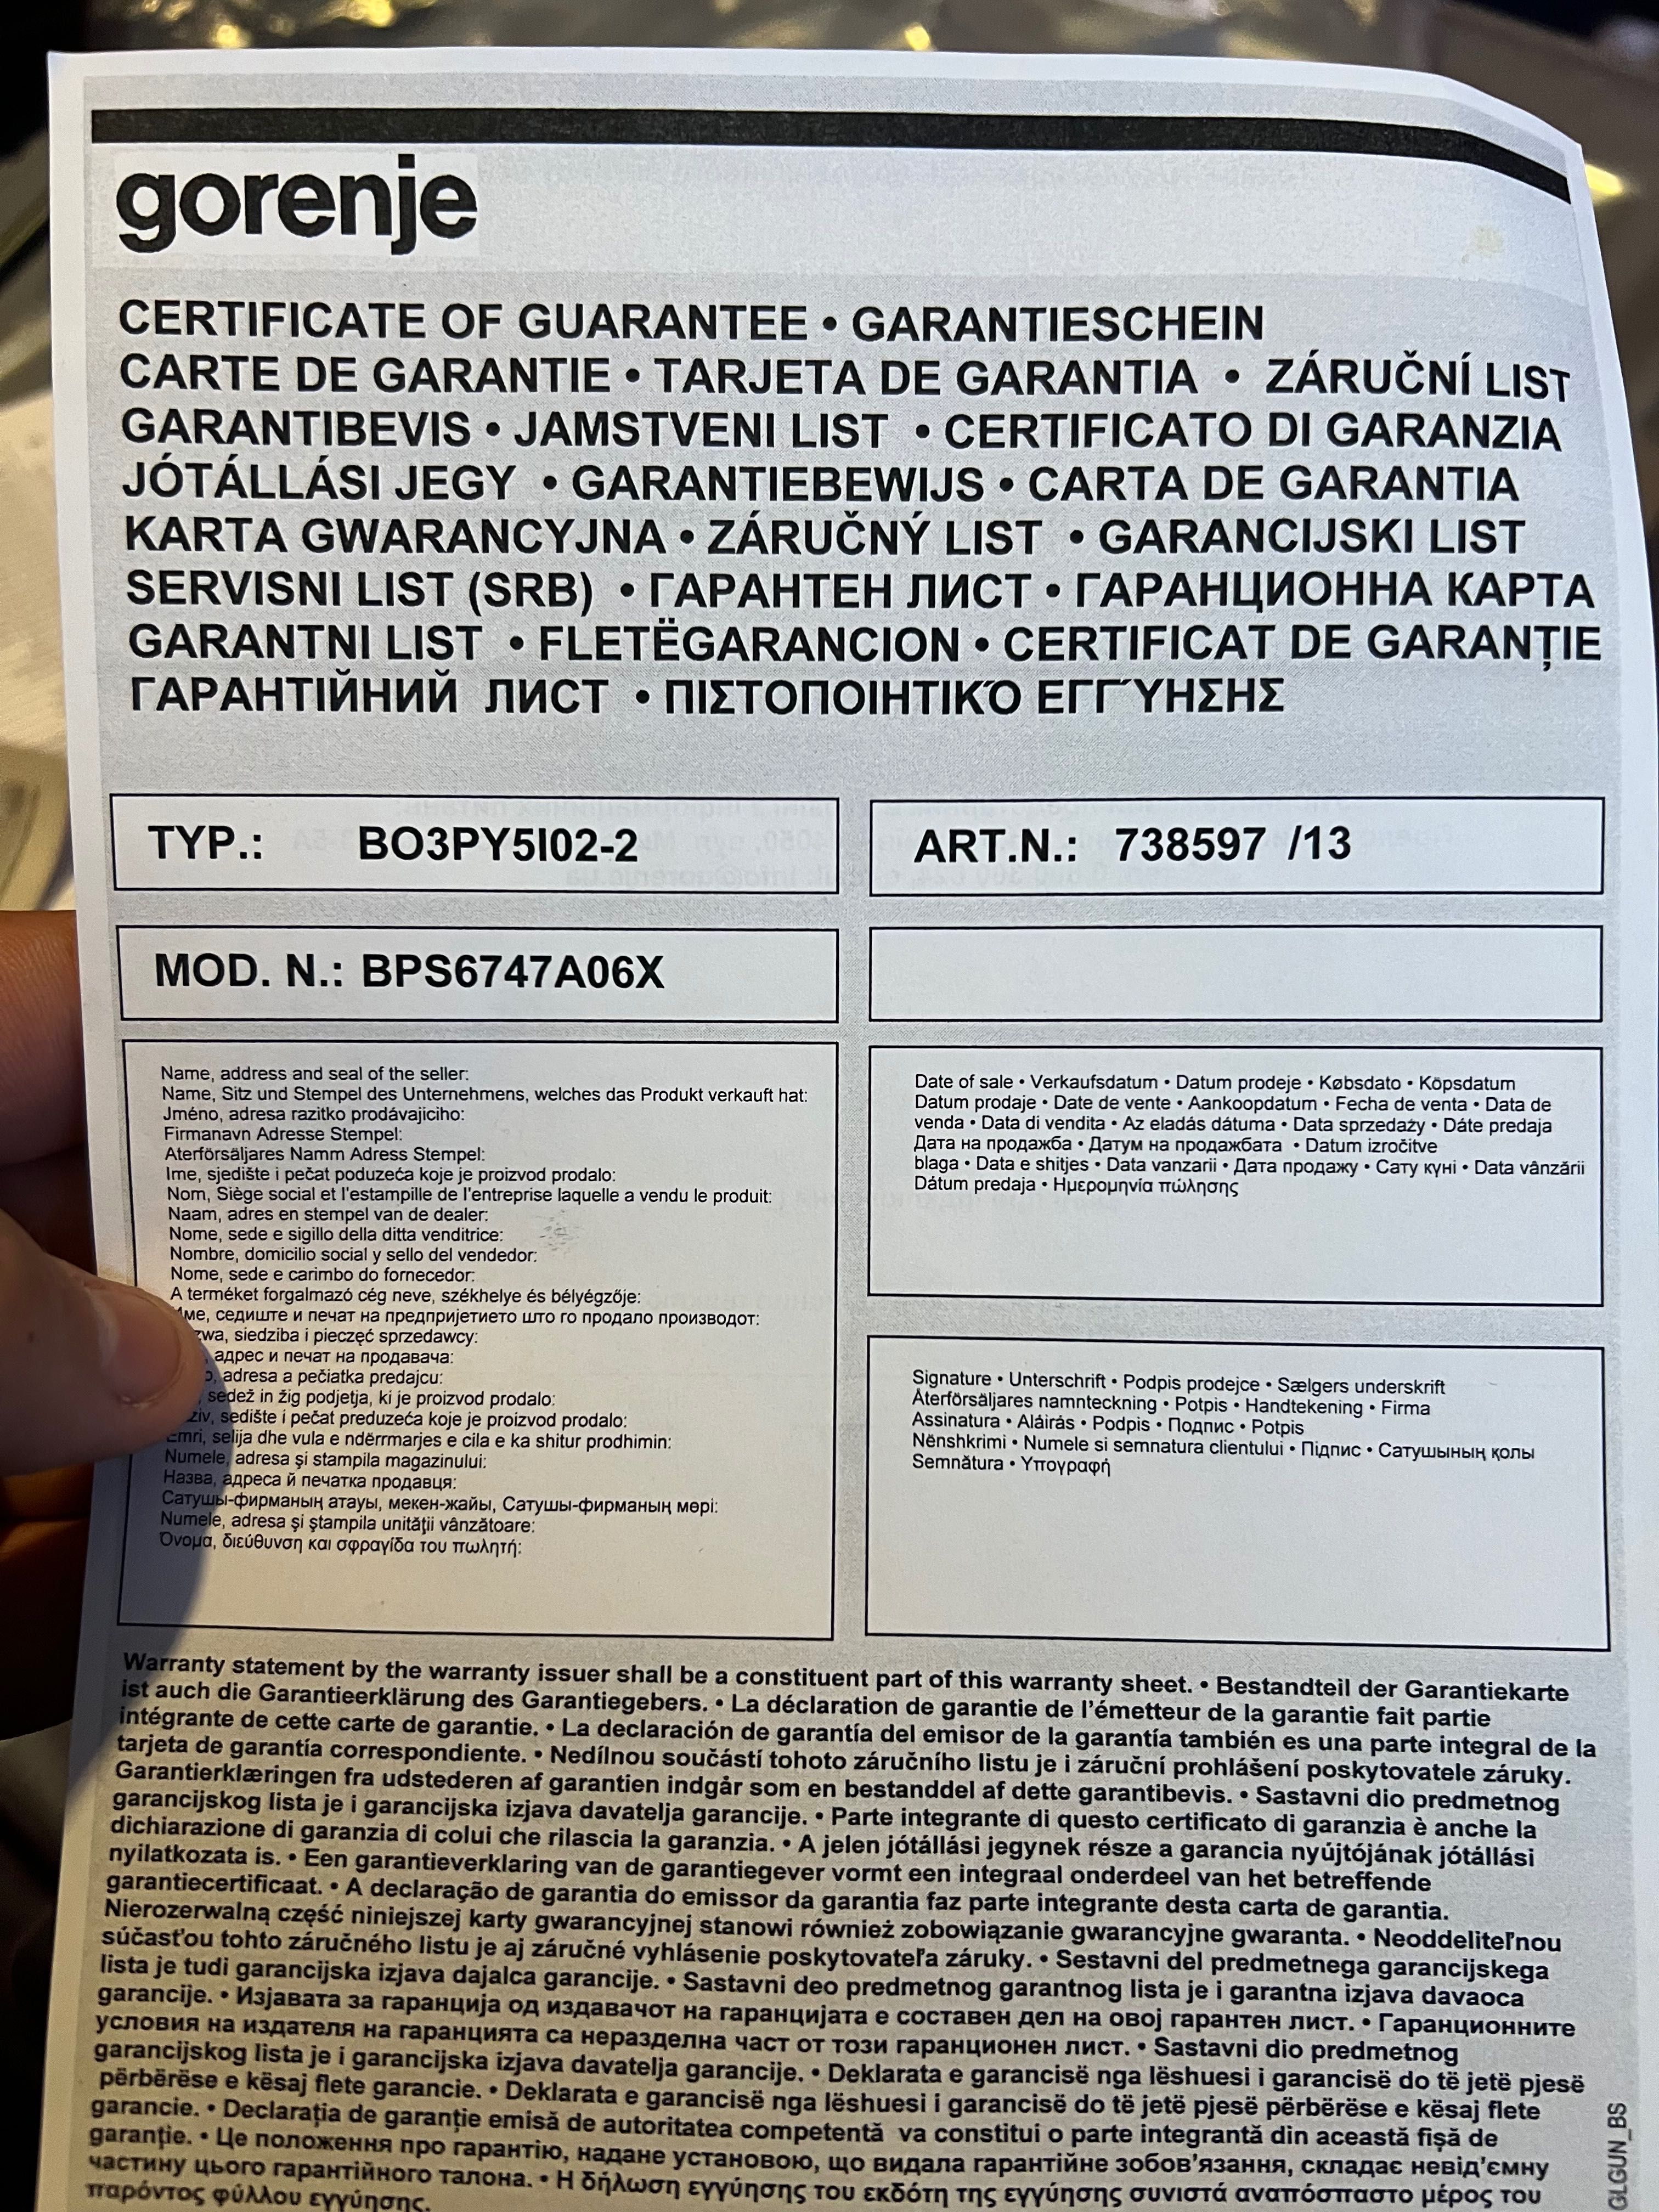 gorenje
CERTIFICATE OF GUARANTEE • GARANTIESCHEIN
CARTE DE GARANTIE • TARJETA DE GARANTIA • ZÁRUČNÍ LIST
GARANTIBEVIS • JAMSTVENI LIST • CERTIFICATO DI GARANZIA
JÓTÁLLÁSI JEGY • GARANTIEBEWIJS • CARTA DE GARANTIA
KARTA GWARANCYJNA • ZÁRUČNÝ LIST • GARANCIJSKI LIST
SERVISNI LIST (SRB) • ГАРАНТЕН ЛИСТ • ГАРАНЦИОННА КАРТА
GARANTNI LIST • FLETËGARANCION • CERTIFICAT DE GARANȚIE
ГАРАНТІЙНИЙ ЛИСТ • ΠΙΣΤΟΠΟΙΗΤΙΚΌ ΕΓΓΎΗΣΗΣ
TYP.: BO3PY5I02-2
ART.N.: 738597 /13
MOD. N.: BPS6747A06X
Name, address and seal of the seller:
Name, Sitz und Stempel des Unternehmens, welches das Produkt verkauft hat:
Jméno, adresa razitko prodávajiciho:
Firmanavn Adresse Stempel:
Aterförsäljares Namm Adress Stempel:
Ime, sjedište i pečat poduzeća koje je proizvod prodalo:
Nom, Siège social et l'estampille de l'entreprise laquelle a vendu le produit:
Naam, adres en stempel van de dealer:
Nome, sede e sigillo della ditta venditrice:
Nombre, domicilio social y sello del vendedor:
Nome, sede e carimbo do fornecedor:
A terméket forgalmazó cég neve, székhelye és bélyégzője:
Име, седиште и печат на предпријетието што го продало производот:
siedziba i pieczęć sprzedawcy:
адрес и печат на продавача:
adresa a pečiatka predajcu:
sedež in žig podjetja, ki je proizvod prodalo:
sedište i pečat preduzeća koje je proizvod prodalo:
Emri, selija dhe vula e ndërrmarjes e cila e ka shitur prodhimin:
Numele, adresa şi stampila magazinului:
Назва, адреса й печатка продавця:
Сатушы-фирманың атауы, мекен-жайы, Сатушы-фирманың мөрі:
Numele, adresa şi ştampila unităţii vânzătoare:
Όνομα, διεύθυνση και σφραγίδα του πωλητή:
Date of sale • Verkaufsdatum • Datum prodeje • Købsdato • Köpsdatum
Datum prodaje • Date de vente • Aankoopdatum • Fecha de venta • Data de
venda • Data di vendita • Az eladás dátuma • Data sprzedaży • Dáte predaja
Дата на продажба • Датум на продажбата • Datum izročitve
blaga • Data e shitjes • Data vanzarii • Дата продажу • Сату күні • Data vânzării
Dátum predaja • Ημερομηνία πώλησης
Signature • Unterschrift • Podpis prodejce • Sælgers underskrift
Återförsäljares namnteckning • Potpis • Handtekening • Firma
Assinatura • Aláirás • Podpis • Подпис • Potpis
Nënshkrimi • Numele si semnatura clientului • Підпис • Сатушының қолы
Semnătura • Υπογραφή
Warranty statement by the warranty issuer shall be a constituent part of this warranty sheet. • Bestandteil der Garantiekarte
ist auch die Garantieerklärung des Garantiegebers. • La déclaration de garantie de l'émetteur de la garantie fait partie
intégrante de cette carte de garantie. • La declaración de garantía del emisor de la garantía también es una parte integral de la
tarjeta de garantía correspondiente. • Nedílnou součástí tohoto záručního listu je i záruční prohlášení poskytovatele záruky.
Garantierklæringen fra udstederen af garantien indgår som en bestanddel af dette garantibevis. • Sastavni dio predmetnog
garancijskog lista je i garancijska izjava davatelja garancije. • Parte integrante di questo certificato di garanzia è anche la
dichiarazione di garanzia di colui che rilascia la garanzia. • A jelen jótállási jegynek része a garancia nyújtójának jótállási
nyilatkozata is. • Een garantieverklaring van de garantiegever vormt een integraal onderdeel van het betreffende
garantiecertificaat. • A declaração de garantia do emissor da garantia faz parte integrante desta carta de garantia.
Nierozerwalną część niniejszej karty gwarancyjnej stanowi również zobowiązanie gwarancyjne gwaranta. • Neoddeliteľnou
súčasťou tohto záručného listu je aj záručné vyhlásenie poskytovateľa záruky. • Sestavni del predmetnega garancijskega
lista je tudi garancijska izjava dajalca garancije. • Sastavni deo predmetnog garantnog lista je i garantna izjava davaoca
garancije. • Изјавата за гаранција од издавачот на гаранцијата е составен дел на овој гарантен лист. • Гаранционните
условия на издателя на гаранцията са неразделна част от този гаранционен лист. • Sastavni dio predmetnog
garancijskog lista je i garancijska izjava davatelja garancije. • Deklarata e garancisë nga lëshuesi i garancisë do të jetë pjesë
përbërëse e kësaj flete garancie. • Deklarata e garancisë nga lëshuesi i garancisë do të jetë pjesë përbërëse e kësaj flete
garancie. • Declarația de garanție emisă de autoritatea competentă va constitui o parte integrantă din această fișă de
garanție. • Це положення про гарантію, надане установою, що видала гарантійне зобов'язання, складає невід'ємну
частину цього гарантійного талона. • Η δήλωση εγγύησης του εκδότη της εγγύησης συνιστά αναπόσπαστο μέρος του
παρόντος φύλλου εγγύησης.
GLGUN_BS